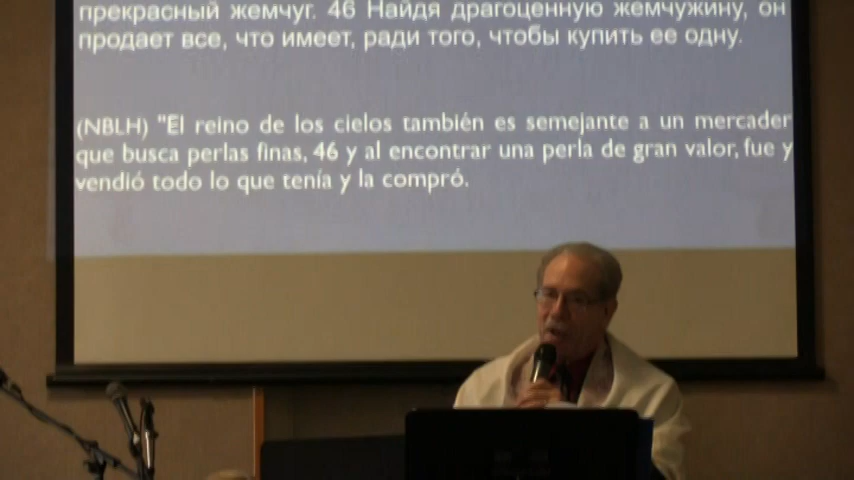 прекрасный жемчуг. 46 Найдя драгоценную жемчужину, он
продает все, что имеет, ради того, чтобы купить ее одну.
(NBLH) "El reino de los cielos también es semejante a un mercader
que busca perlas finas, 46 y al encontrar una perla de gran valor, fue y
vendió todo lo que tenía y la compró.